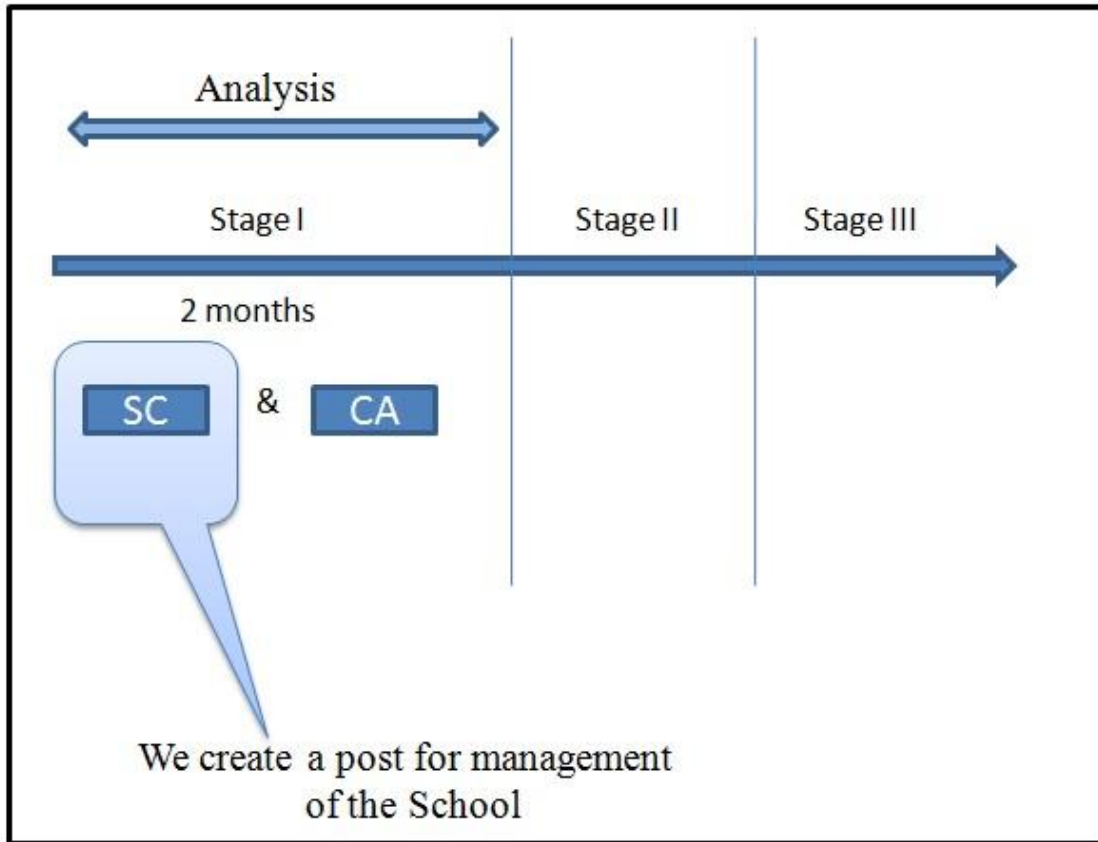 Analysis
Stage I
Stage II
Stage III
2 months
SC
&
CA
We create a post for management
of the School